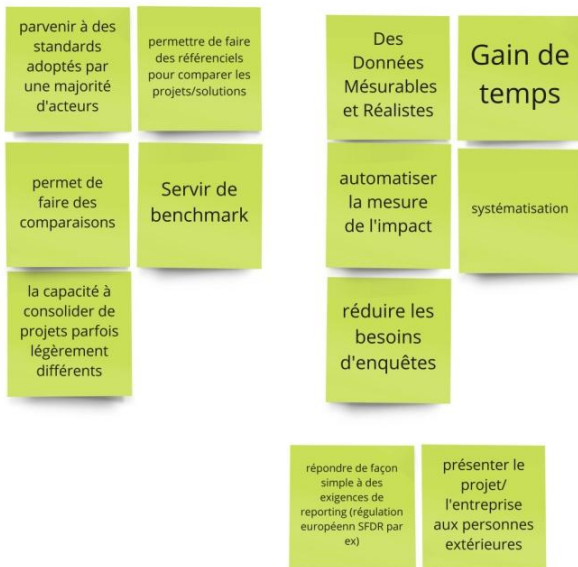 parvenir à des
standards
adoptés par
une majorité
d'acteurs
permettre de faire
des référenciels
pour comparer les
projets/solutions
permet de
faire des
comparaisons
Servir de
benchmark
la capacité à
consolider de
projets parfois
légèrement
différents
Des
Données
Mésurables
et Réalistes
Gain de
temps
automatiser
la mesure
de l'impact
systématisation
réduire les
besoins
d'enquêtes
répondre de façon
simple à des
exigences de
reporting (régulation
européenn SFDR par
ex)
présenter le
projet/
l'entreprise
aux personnes
extérieures